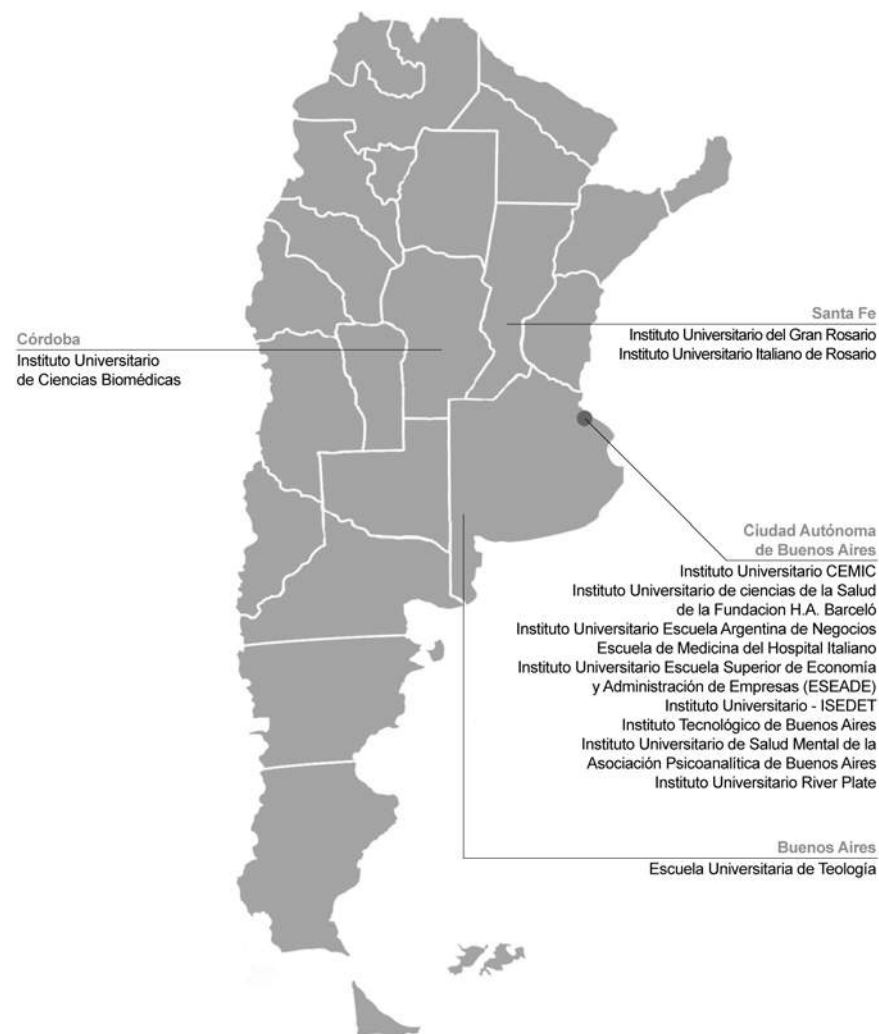 Córdoba
Instituto Universitario
de Ciencias Biomédicas
Santa Fe
Instituto Universitario del Gran Rosario
Instituto Universitario Italiano de Rosario
Ciudad Autónoma
de Buenos Aires
Instituto Universitario CEMIC
Instituto Universitario de ciencias de la Salud
de la Fundacion H.A. Barceló
Instituto Universitario Escuela Argentina de Negocios
Escuela de Medicina del Hospital Italiano
Instituto Universitario Escuela Superior de Economía
y Administración de Empresas (ESEADE)
Instituto Universitario - ISEDET
Instituto Tecnológico de Buenos Aires
Instituto Universitario de Salud Mental de la
Asociación Psicoanalítica de Buenos Aires
Instituto Universitario River Plate
Buenos Aires
Escuela Universitaria de Teología